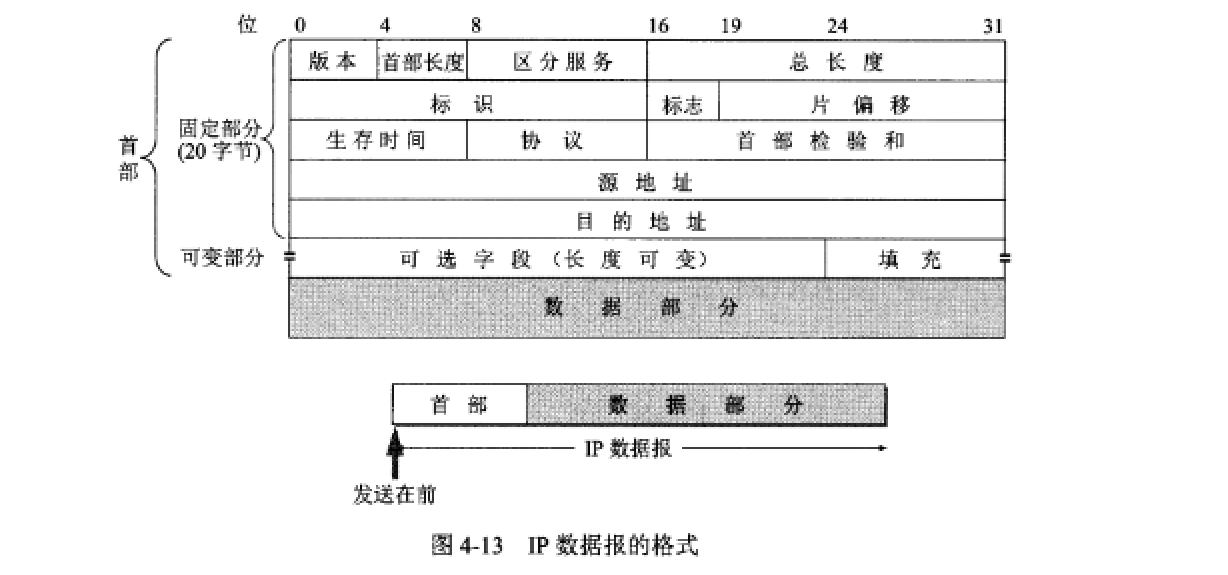 位 0 4 8 16 19 24 31
版本 首部长度 区分服务 总长度
标识 标志 片偏移
首部
固定部分
(20 字节)
生存时间 协议 首部检验和
源地址
目的地址
可变部分 可选字段（长度可变） 填充
数据部分
首部 数据部分
IP 数据报
发送在前
图 4-13 IP 数据报的格式